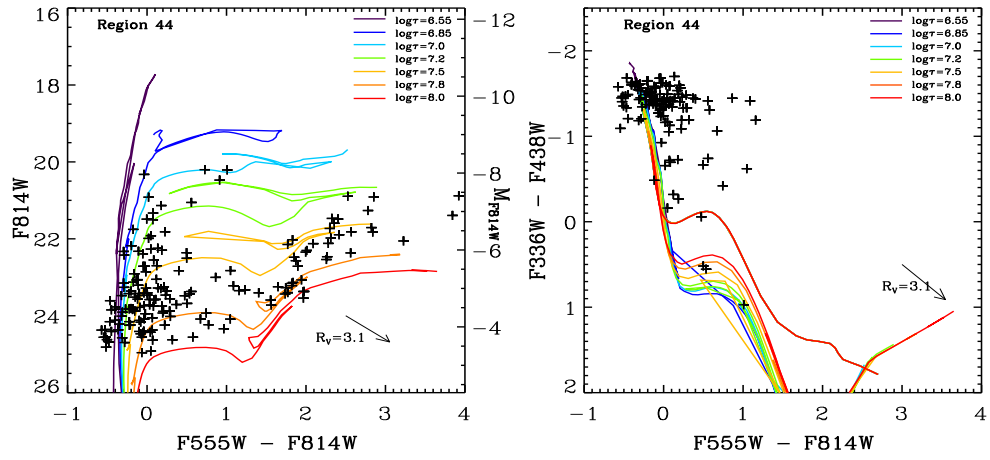 Region 44
logτ=6.55
logτ=6.85
logτ=7.0
logτ=7.2
logτ=7.5
logτ=7.8
logτ=8.0
16
18
20
22
24
26
F814W
−12
−10
−8
−6
−4
M_F814W
R_V=3.1
−1 0 1 2 3 4
F555W − F814W
Region 44
logτ=6.55
logτ=6.85
logτ=7.0
logτ=7.2
logτ=7.5
logτ=7.8
logτ=8.0
−2
−1
0
1
2
F336W − F438W
R_V=3.1
−1 0 1 2 3 4
F555W − F814W